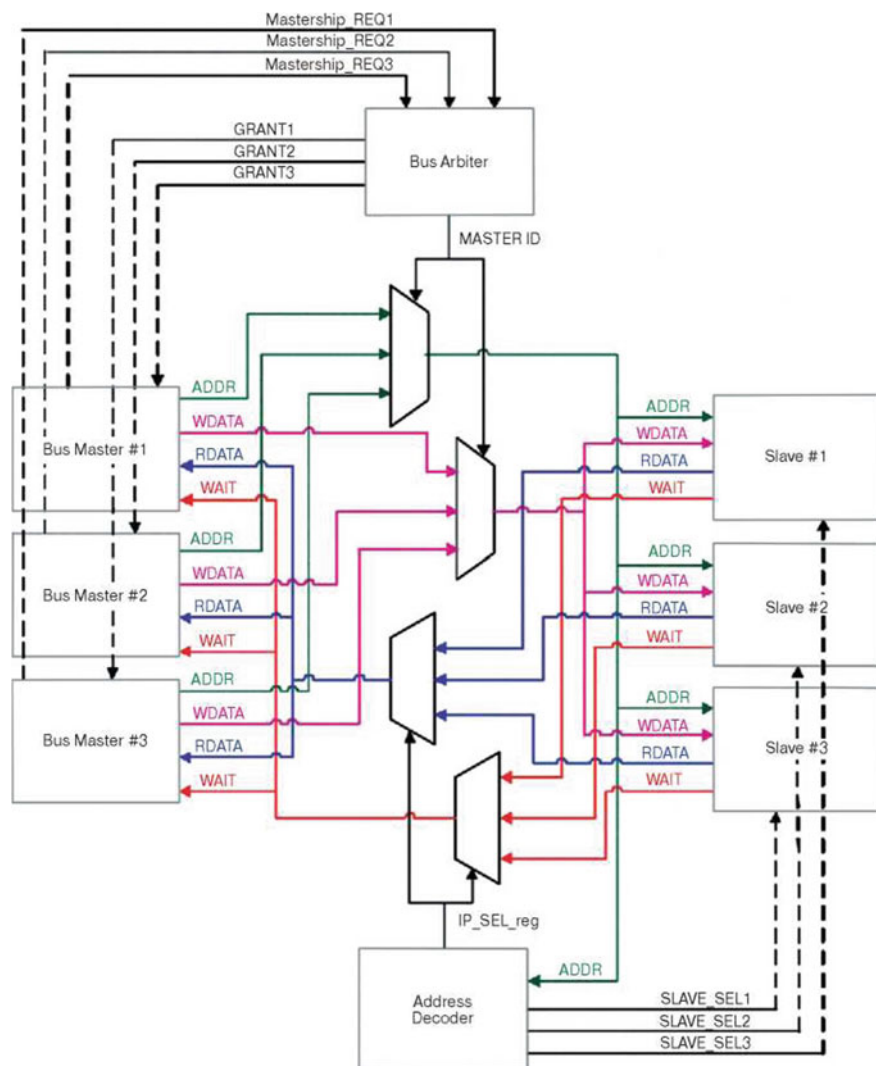 Mastership_REQ1
Mastership_REQ2
Mastership_REQ3
GRANT1
GRANT2
GRANT3
Bus Arbiter
MASTER ID
ADDR
WDATA
Bus Master #1
RDATA
WAIT
ADDR
WDATA
Bus Master #2
RDATA
WAIT
ADDR
WDATA
Bus Master #3
RDATA
WAIT
ADDR
WDATA
RDATA
Slave #1
WAIT
ADDR
WDATA
RDATA
Slave #2
WAIT
ADDR
WDATA
RDATA
Slave #3
WAIT
IP_SEL_reg
Address
Decoder
ADDR
SLAVE_SEL1
SLAVE_SEL2
SLAVE_SEL3